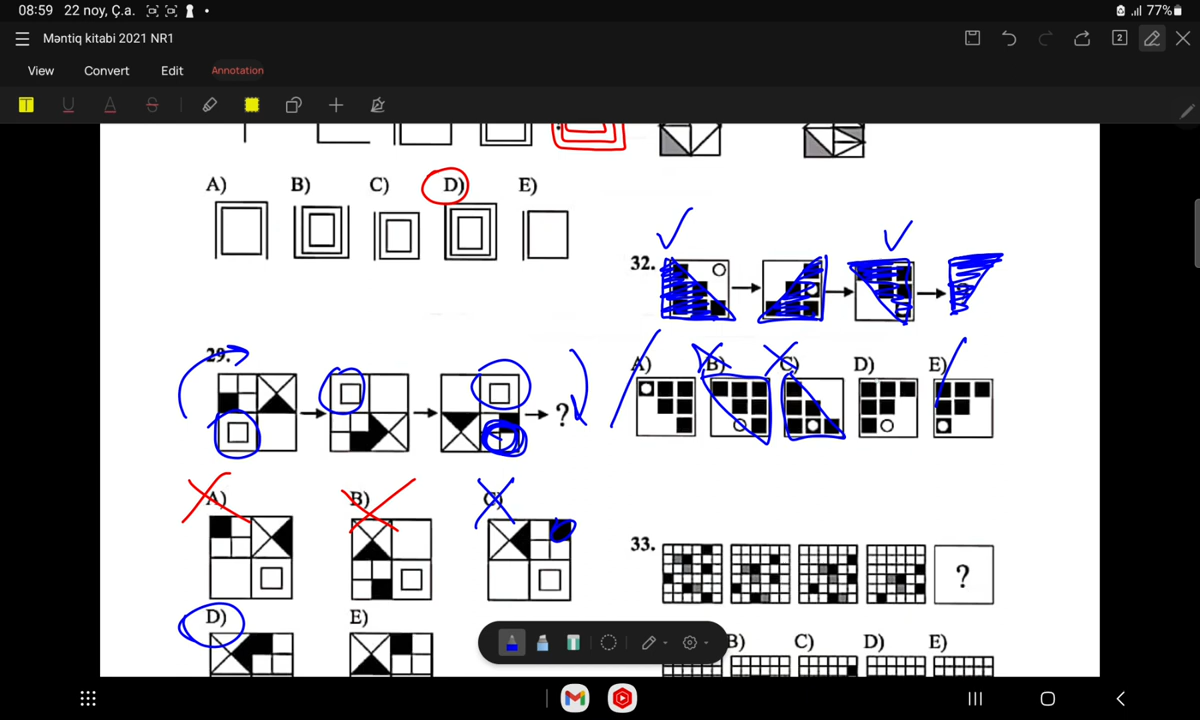 08:59 22 noy, Ç.a.
77%
Məntiq kitabi 2021 NR1
2
View Convert Edit Annotation
T U A S
A) B) C) D) E)
32.
29.
?
A) B) C) D) E)
A) B) C)
33.
?
D) E)
B) C) D) E)